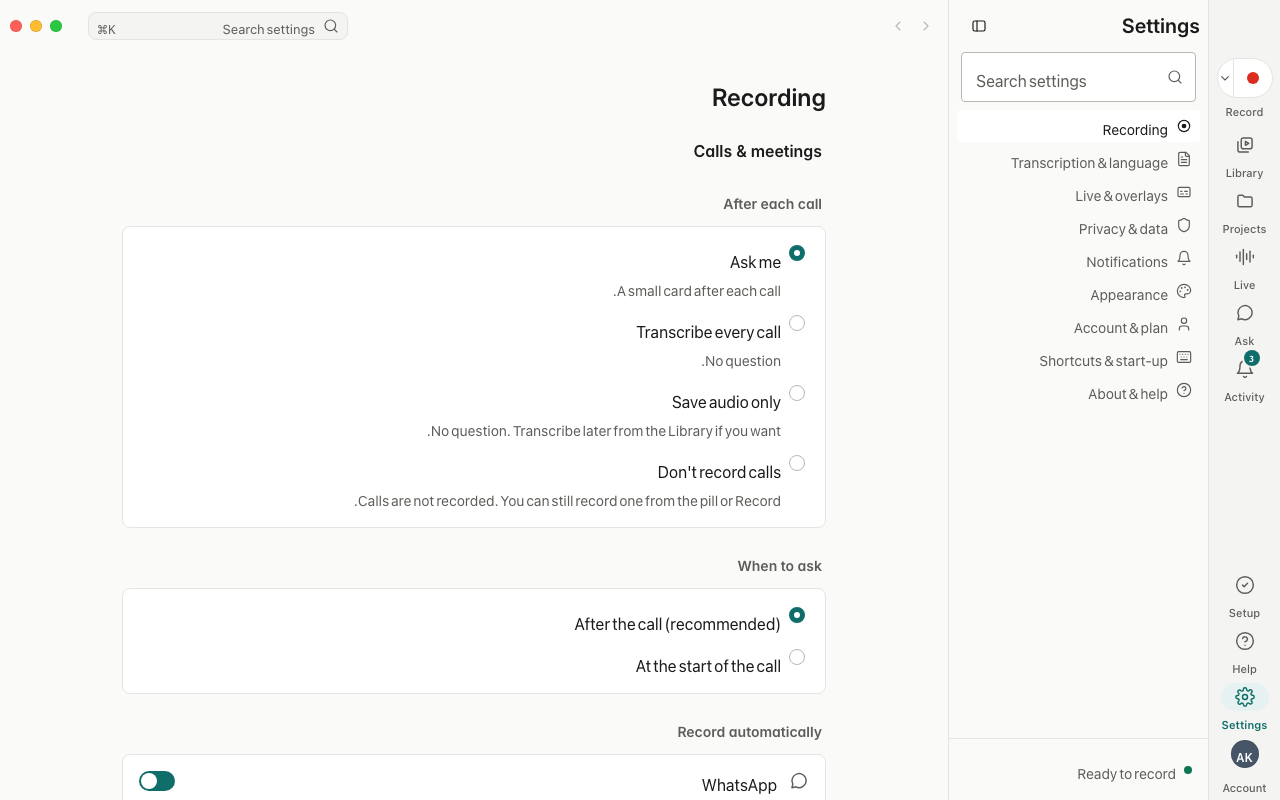 ⌘K
Search settings
Settings
Search settings
Recording
Transcription & language
Live & overlays
Privacy & data
Notifications
Appearance
Account & plan
Shortcuts & start-up
About & help
Ready to record
Record
Library
Projects
Live
Ask
3
Activity
Setup
Help
Settings
AK
Account
Recording
Calls & meetings
After each call
Ask me
.A small card after each call
Transcribe every call
.No question
Save audio only
.No question. Transcribe later from the Library if you want
Don't record calls
.Calls are not recorded. You can still record one from the pill or Record
When to ask
After the call (recommended)
At the start of the call
Record automatically
WhatsApp